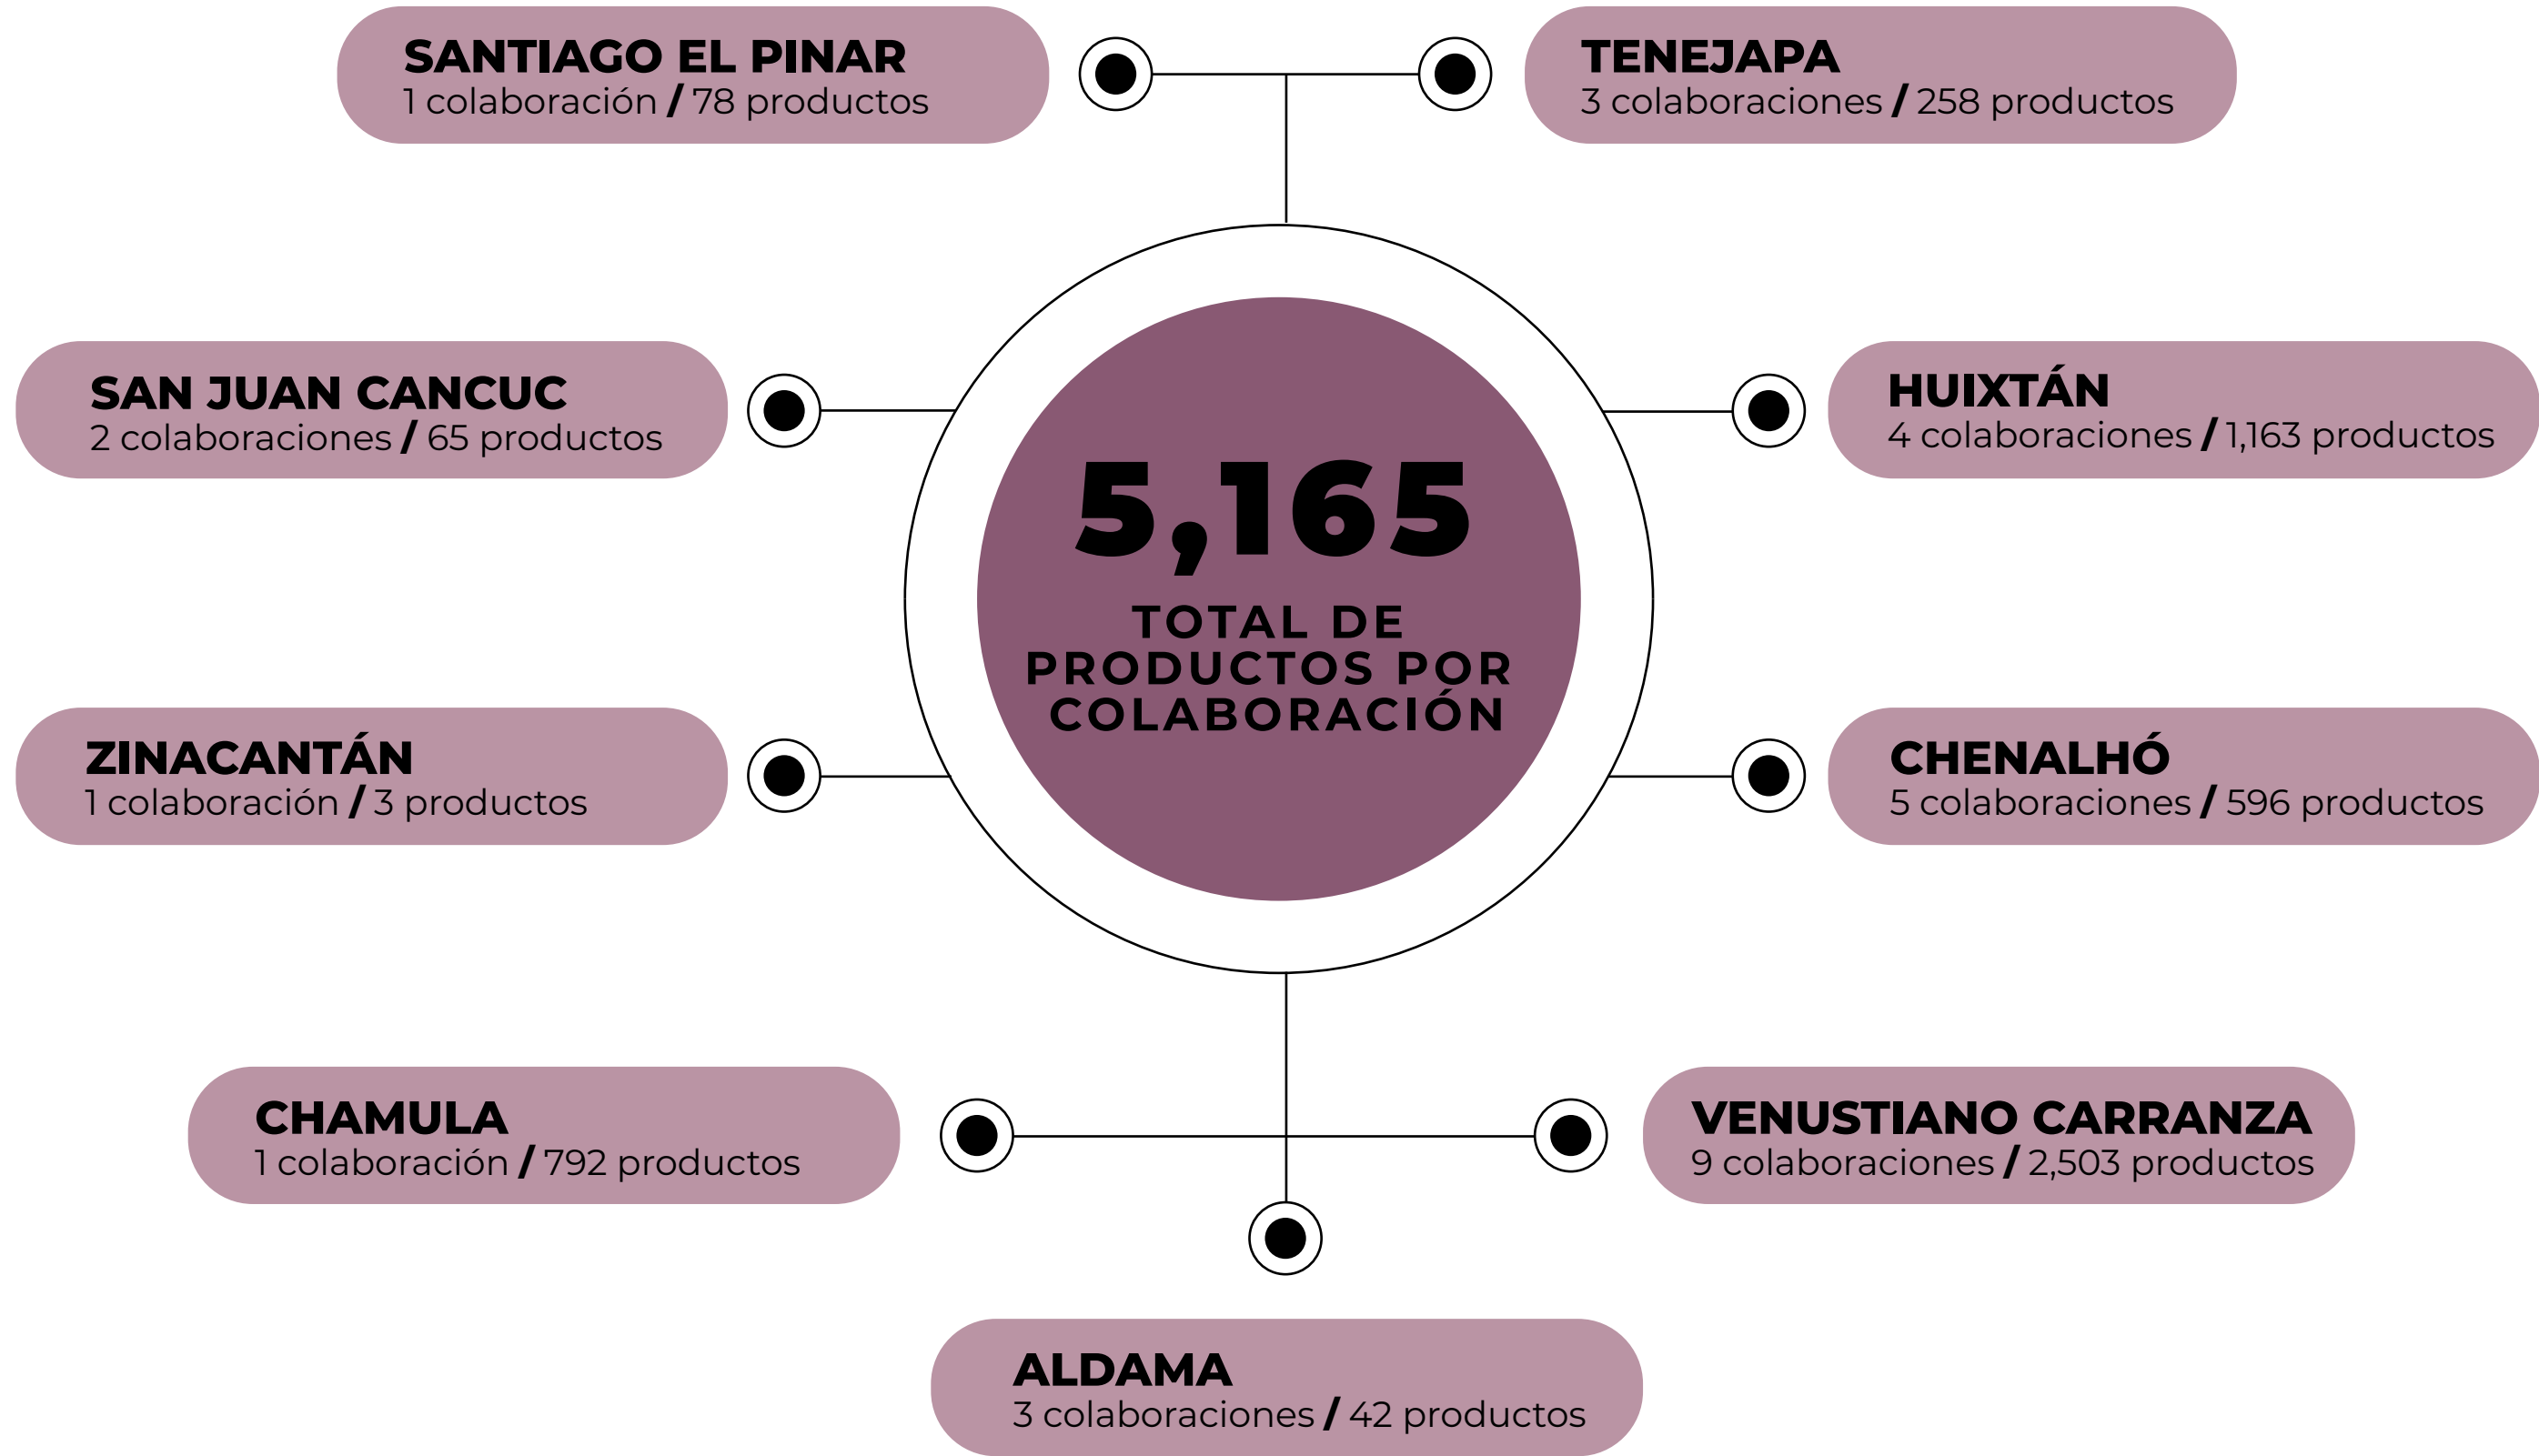 SANTIAGO EL PINAR
1 colaboración / 78 productos
TENEJAPA
3 colaboraciones / 258 productos
SAN JUAN CANCUC
2 colaboraciones / 65 productos
HUIXTÁN
4 colaboraciones / 1,163 productos
5,165
TOTAL DE
PRODUCTOS POR
COLABORACIÓN
ZINACANTÁN
1 colaboración / 3 productos
CHENALHÓ
5 colaboraciones / 596 productos
CHAMULA
1 colaboración / 792 productos
VENUSTIANO CARRANZA
9 colaboraciones / 2,503 productos
ALDAMA
3 colaboraciones / 42 productos